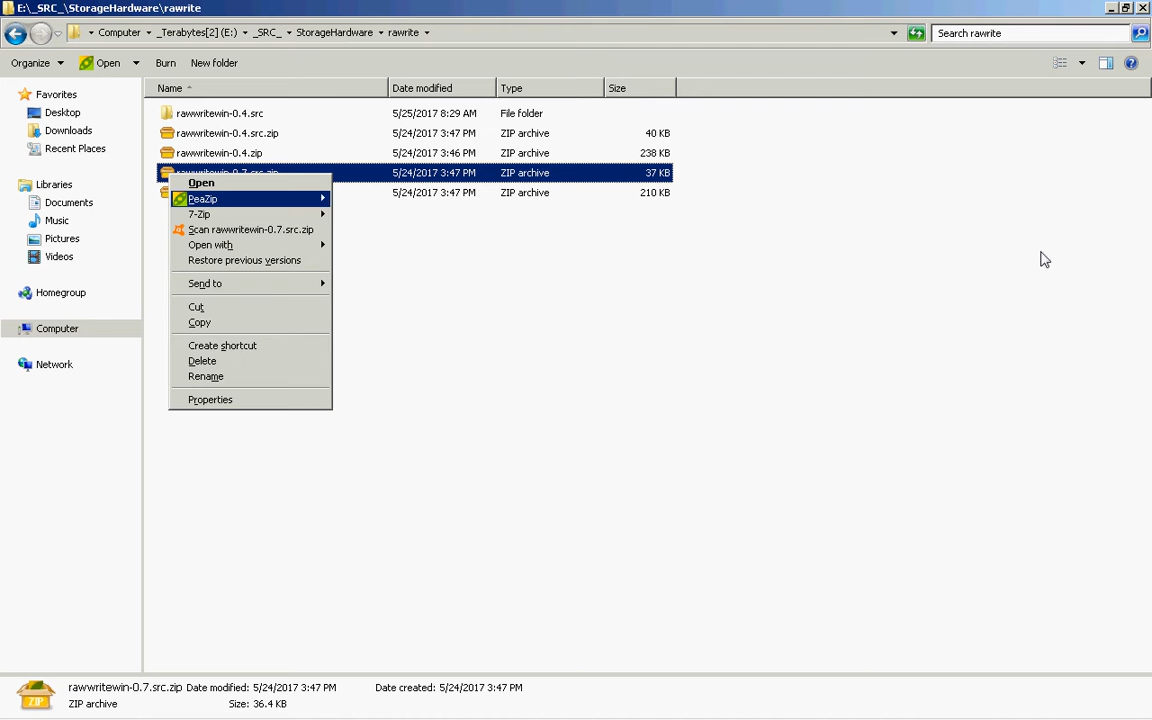 E:\_SRC_\StorageHardware\rawrite
Computer _Terabytes[2] (E:) _SRC_ StorageHardware rawrite
Search rawrite
Organize Open Burn New folder
Name Date modified Type Size
Favorites
Desktop
Downloads
Recent Places
Libraries
Documents
Music
Pictures
Videos
Homegroup
Computer
Network
rawwritewin-0.4.src 5/25/2017 8:29 AM File folder
rawwritewin-0.4.src.zip 5/24/2017 3:47 PM ZIP archive 40 KB
rawwritewin-0.4.zip 5/24/2017 3:46 PM ZIP archive 238 KB
rawwritewin-0.7.src.zip 5/24/2017 3:47 PM ZIP archive 37 KB
5/24/2017 3:47 PM ZIP archive 210 KB
Open
PeaZip
7-Zip
Scan rawwritewin-0.7.src.zip
Open with
Restore previous versions
Send to
Cut
Copy
Create shortcut
Delete
Rename
Properties
rawwritewin-0.7.src.zip Date modified: 5/24/2017 3:47 PM Date created: 5/24/2017 3:47 PM
ZIP archive Size: 36.4 KB
ZIP